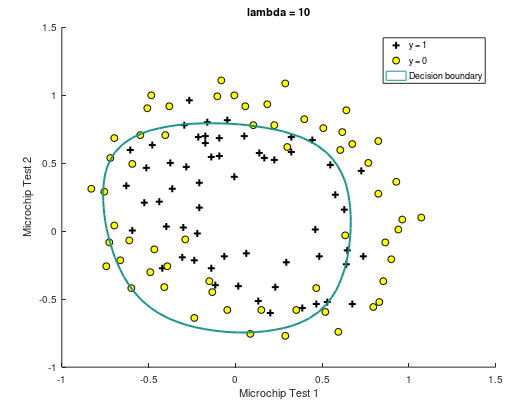 lambda = 10
1.5
1
0.5
0
-0.5
-1
Microchip Test 2
y = 1
y = 0
Decision boundary
-1
-0.5
0
0.5
1
1.5
Microchip Test 1